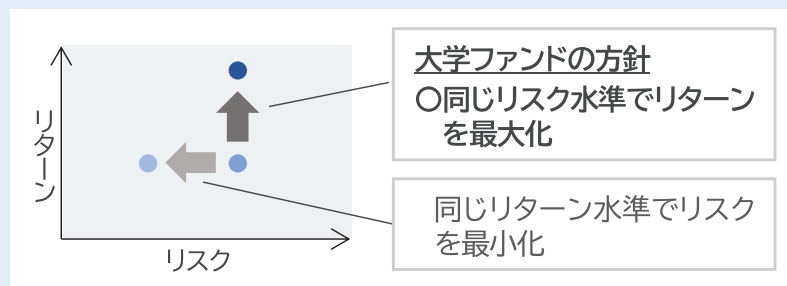 大学ファンドの方針
〇同じリスク水準でリターン
を最大化
リターン
同じリターン水準でリスク
を最小化
リスク